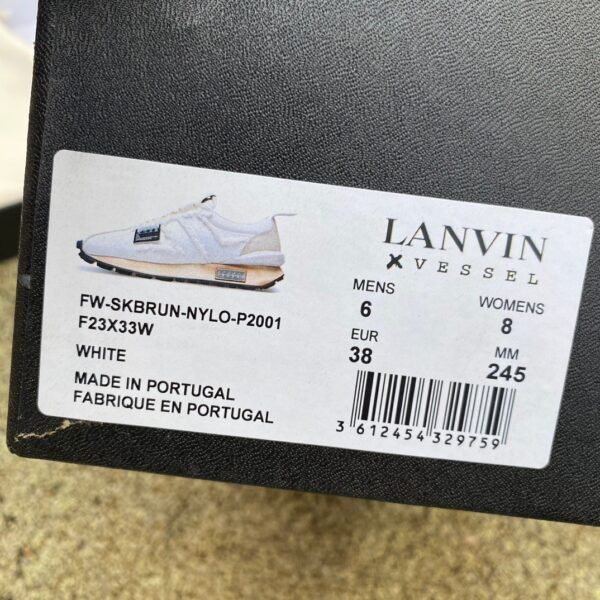 LANVIN
X VESSEL
FW-SKBRUN-NYLO-P2001
F23X33W
WHITE
MADE IN PORTUGAL
FABRIQUE EN PORTUGAL
MENS
6
WOMENS
8
EUR
38
MM
245
3 612454 329759